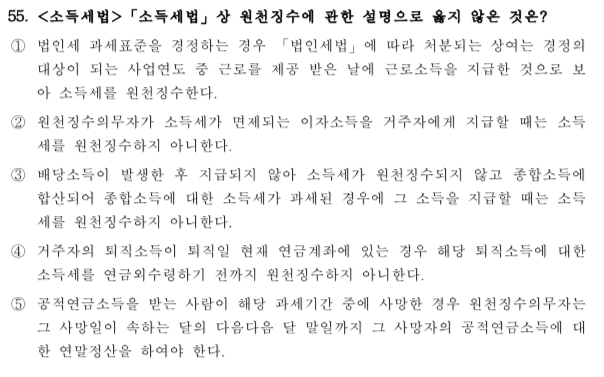 55. <소득세법>「소득세법」상 원천징수에 관한 설명으로 옳지 않은 것은?
① 법인세 과세표준을 경정하는 경우 「법인세법」에 따라 처분되는 상여는 경정의
대상이 되는 사업연도 중 근로를 제공 받은 날에 근로소득을 지급한 것으로 보
아 소득세를 원천징수한다.
② 원천징수의무자가 소득세가 면제되는 이자소득을 거주자에게 지급할 때는 소득
세를 원천징수하지 아니한다.
③ 배당소득이 발생한 후 지급되지 않아 소득세가 원천징수되지 않고 종합소득에
합산되어 종합소득에 대한 소득세가 과세된 경우에 그 소득을 지급할 때는 소득
세를 원천징수하지 아니한다.
④ 거주자의 퇴직소득이 퇴직일 현재 연금계좌에 있는 경우 해당 퇴직소득에 대한
소득세를 연금외수령하기 전까지 원천징수하지 아니한다.
⑤ 공적연금소득을 받는 사람이 해당 과세기간 중에 사망한 경우 원천징수의무자는
그 사망일이 속하는 달의 다음다음 달 말일까지 그 사망자의 공적연금소득에 대
한 연말정산을 하여야 한다.